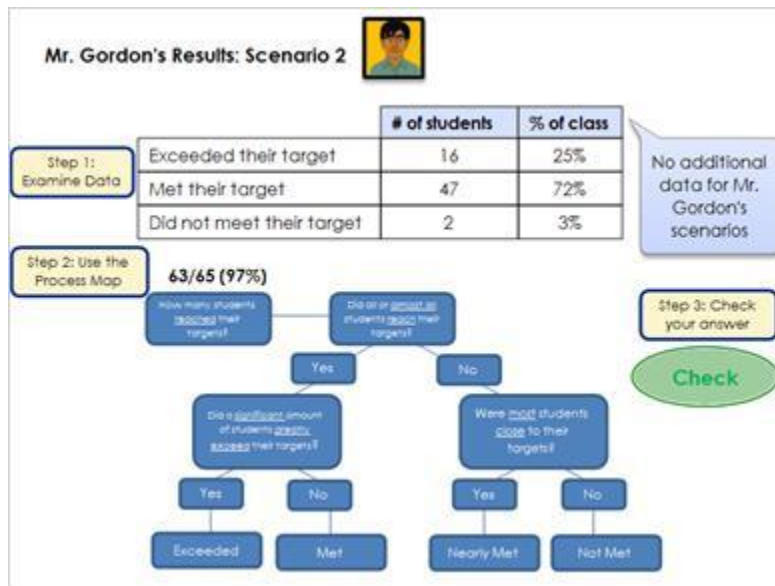 Mr. Gordon's Results: Scenario 2
# of students % of class
Step 1:
Examine Data
Exceeded their target 16 25%
Met their target 47 72%
Did not meet their target 2 3%
No additional
data for Mr.
Gordon's
scenarios
Step 2: Use the
Process Map
63/65 (97%)
How many students
reached their
targets?
Did all or almost all
students reach their
targets?
Step 3: Check
your answer
Check
Yes
No
Did a significant amount
of students greatly
exceed their targets?
Were most students
close to their
targets?
Yes
No
Yes
No
Exceeded
Met
Nearly Met
Not Met